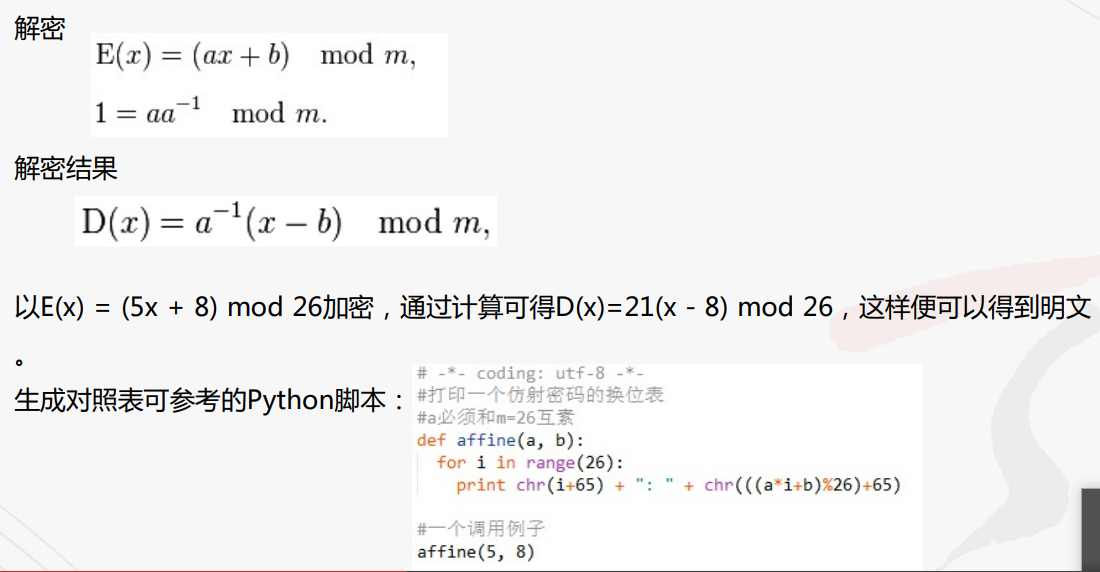 解密
E(x) = (ax + b) mod m,
1 = aa⁻¹ mod m.
解密结果
D(x) = a⁻¹(x − b) mod m,
以E(x) = (5x + 8) mod 26加密，通过计算可得D(x)=21(x - 8) mod 26，这样便可以得到明文
。
生成对照表可参考的Python脚本：
# -*- coding: utf-8 -*-
#打印一个仿射密码的换位表
#a必须和m=26互素
def affine(a, b):
  for i in range(26):
    print chr(i+65) + ": " + chr(((a*i+b)%26)+65)
#一个调用例子
affine(5, 8)